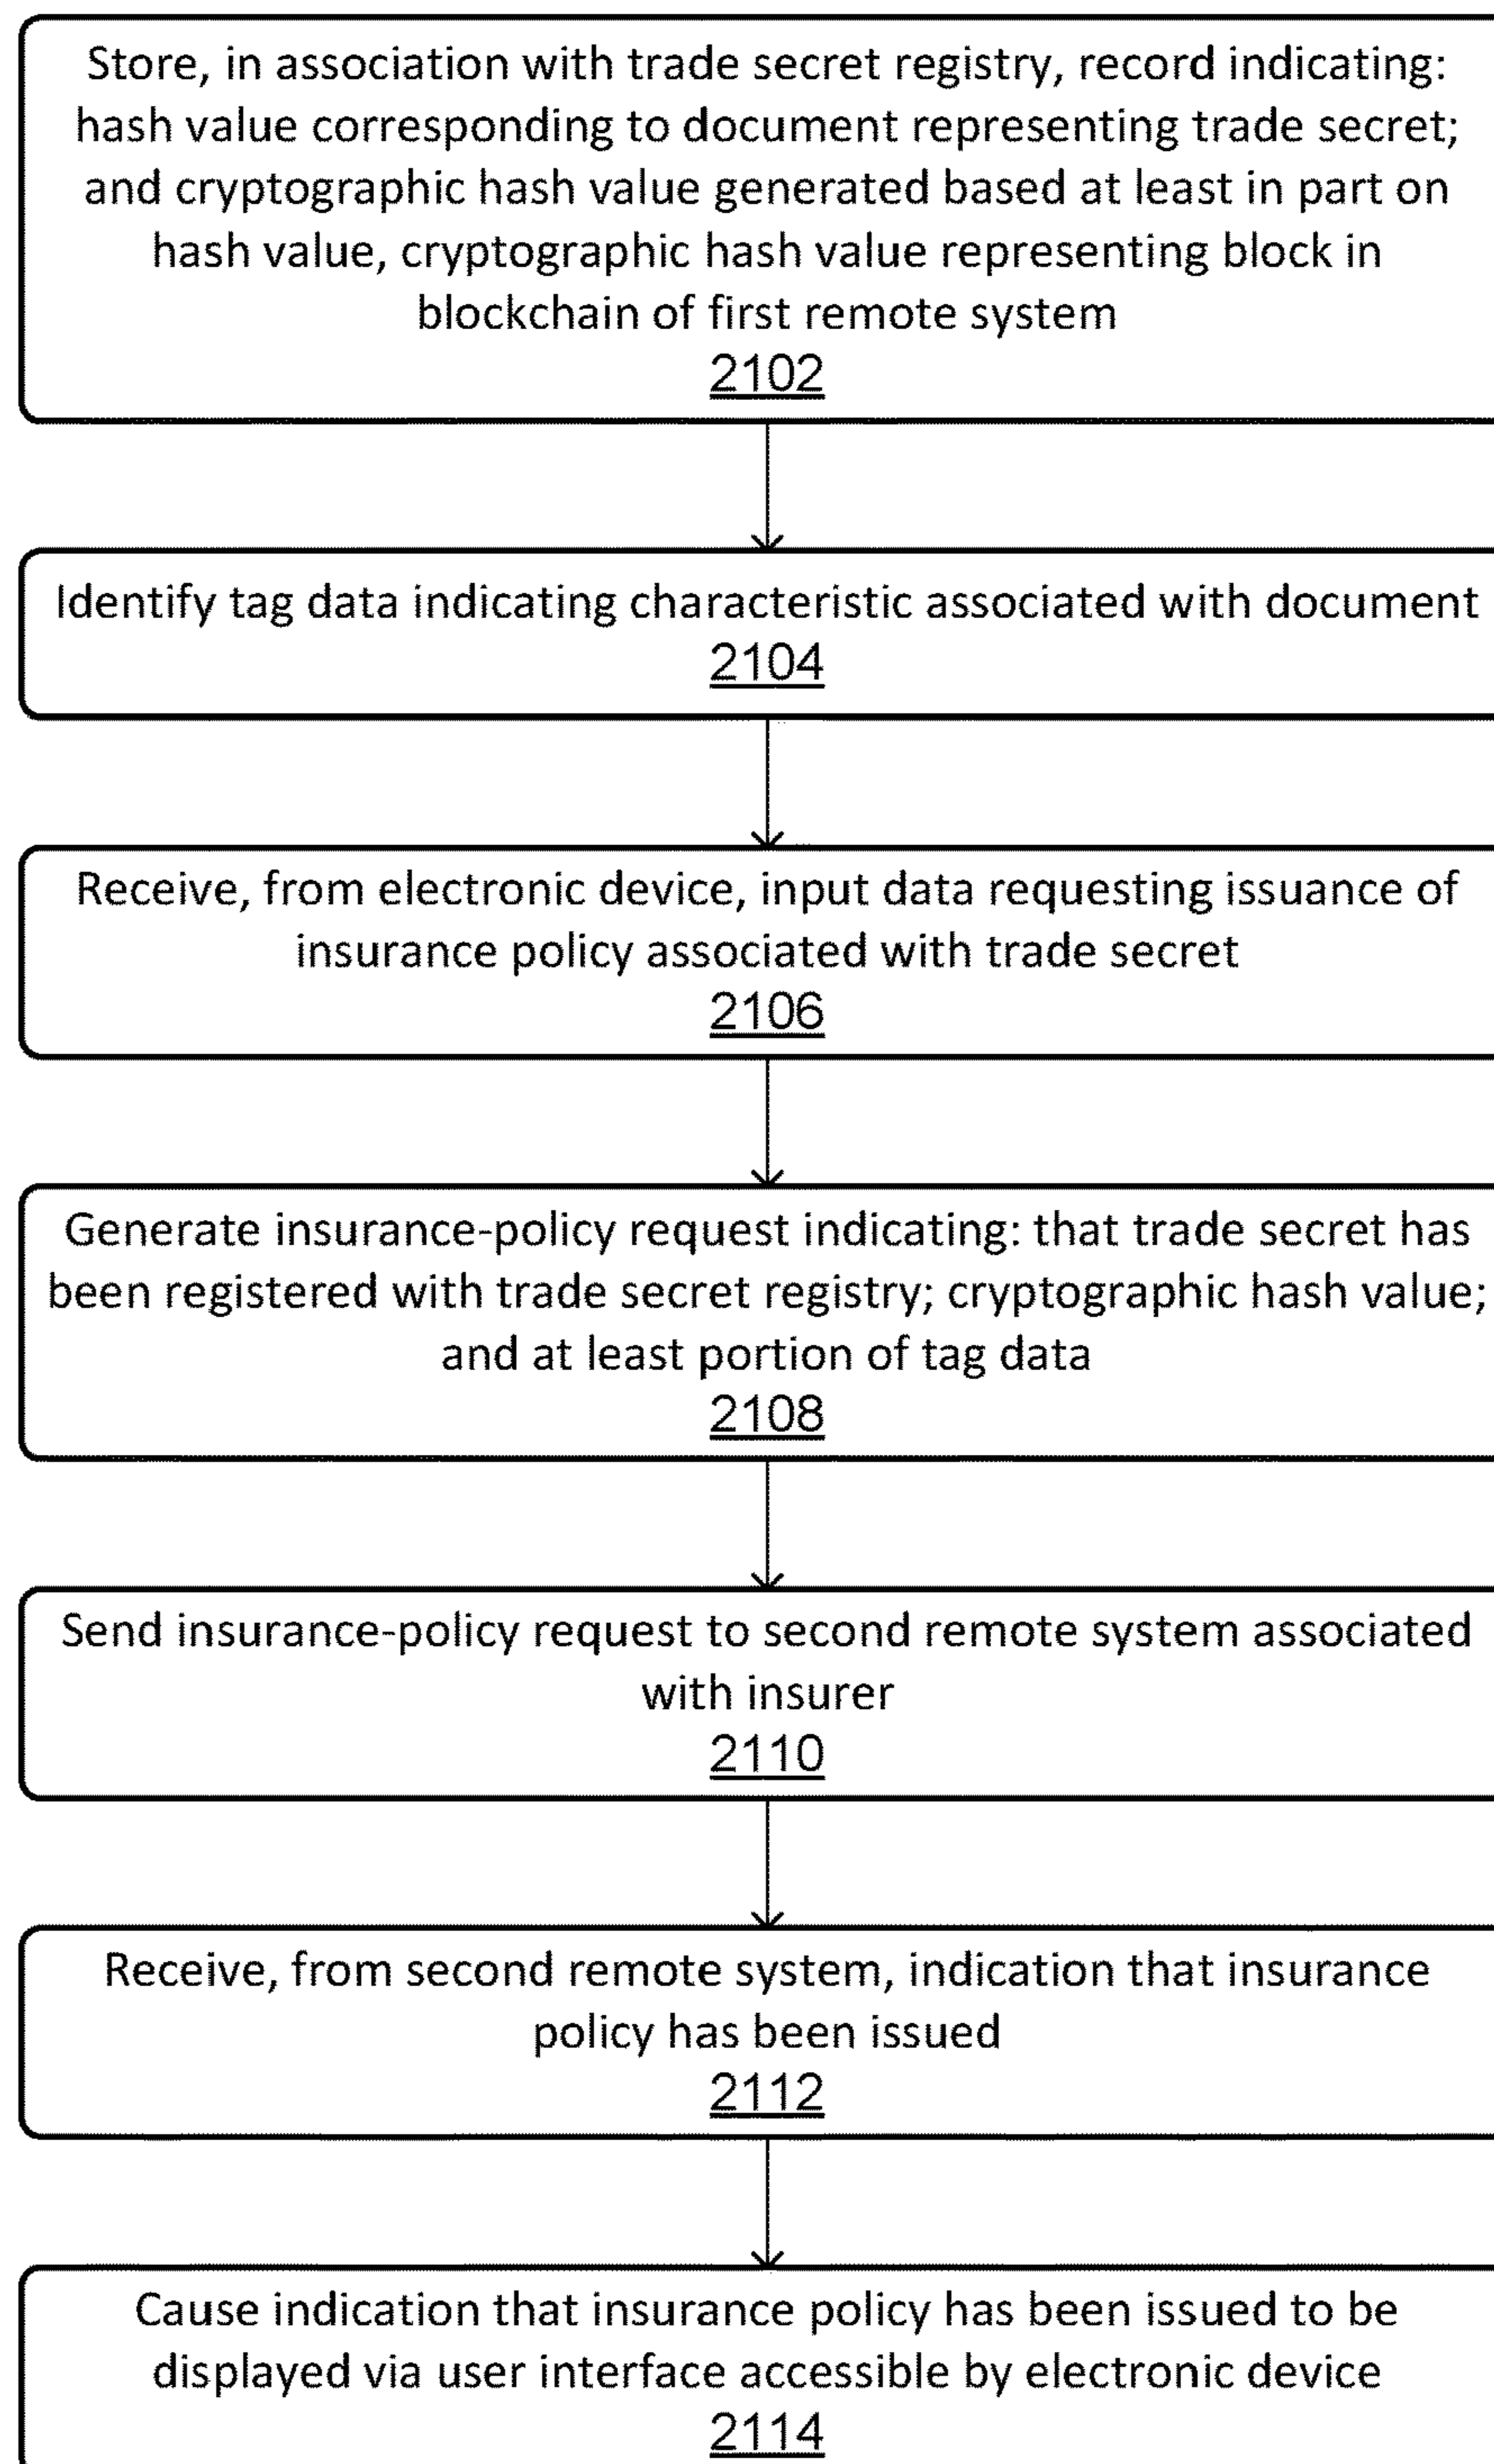 Store, in association with trade secret registry, record indicating:
hash value corresponding to document representing trade secret;
and cryptographic hash value generated based at least in part on
hash value, cryptographic hash value representing block in
blockchain of first remote system
2102
Identify tag data indicating characteristic associated with document
2104
Receive, from electronic device, input data requesting issuance of
insurance policy associated with trade secret
2106
Generate insurance-policy request indicating: that trade secret has
been registered with trade secret registry; cryptographic hash value;
and at least portion of tag data
2108
Send insurance-policy request to second remote system associated
with insurer
2110
Receive, from second remote system, indication that insurance
policy has been issued
2112
Cause indication that insurance policy has been issued to be
displayed via user interface accessible by electronic device
2114